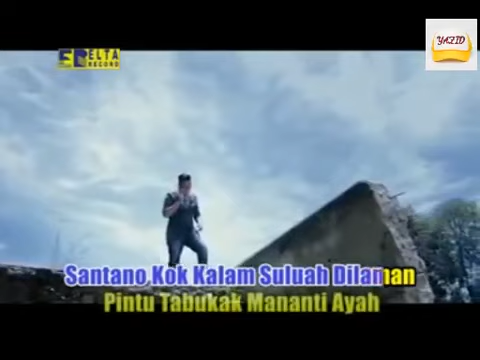 ELTA
RECORD
YAZID
Santano Kok Kalam Suluah Dilaman
Pintu Tabukak Mananti Ayah